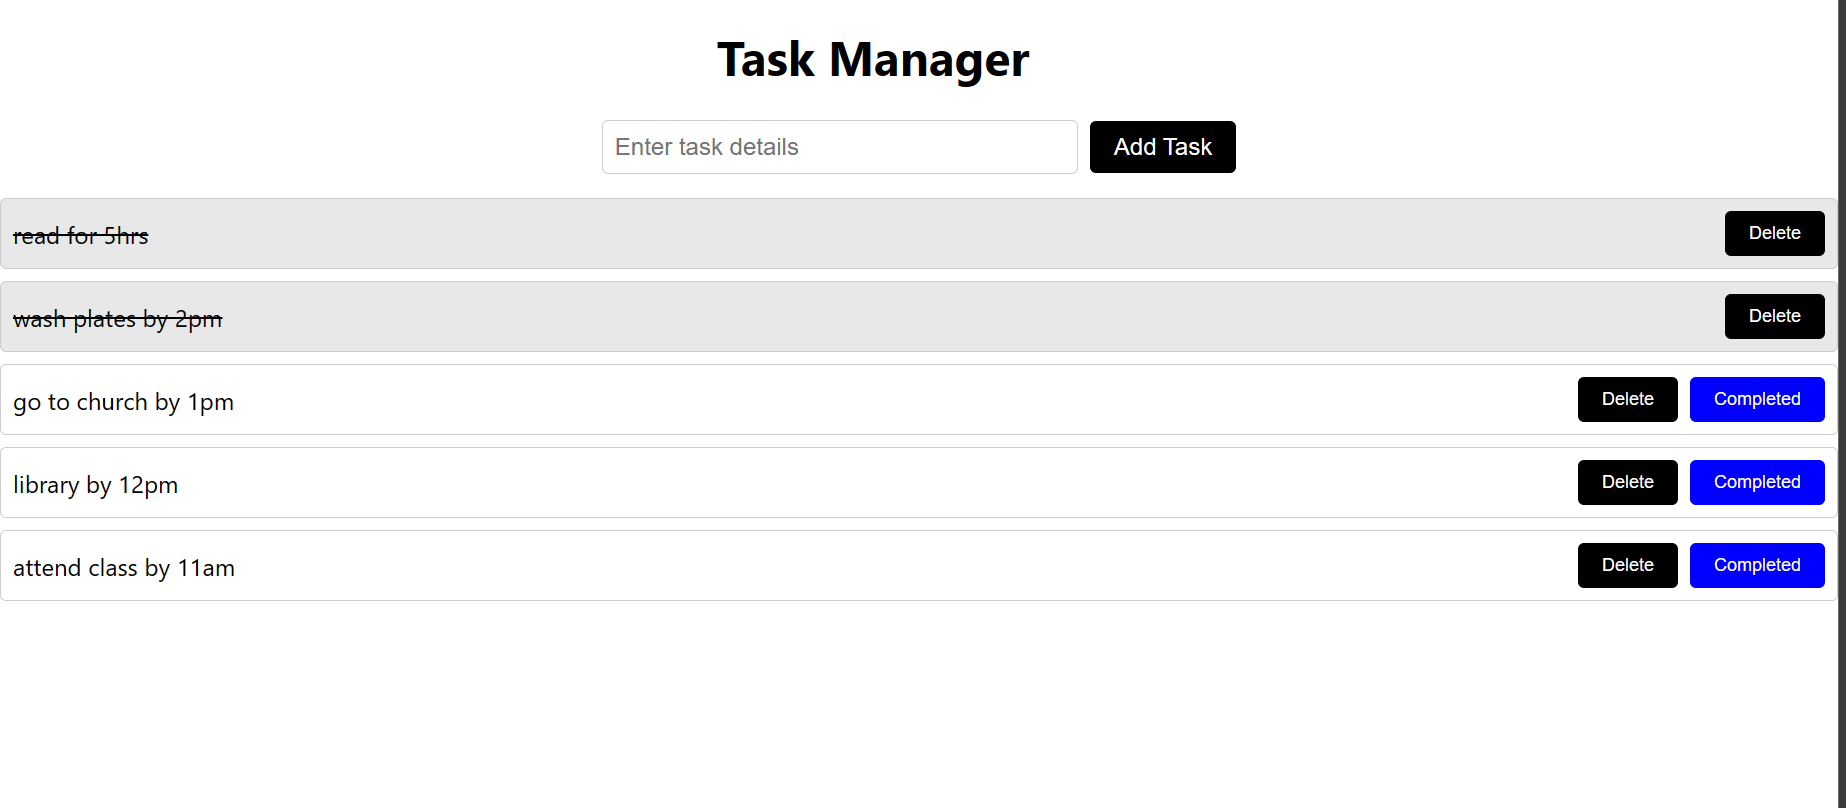 Task Manager
Enter task details Add Task
read for 5hrs Delete
wash plates by 2pm Delete
go to church by 1pm Delete Completed
library by 12pm Delete Completed
attend class by 11am Delete Completed